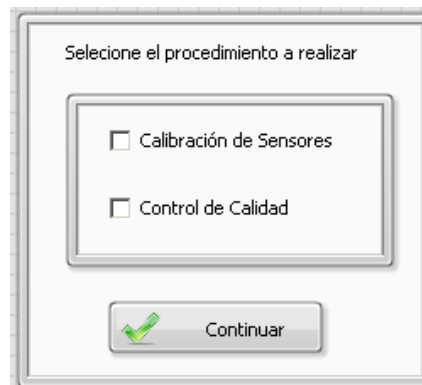 Selecione el procedimiento a realizar
Calibración de Sensores
Control de Calidad
Continuar